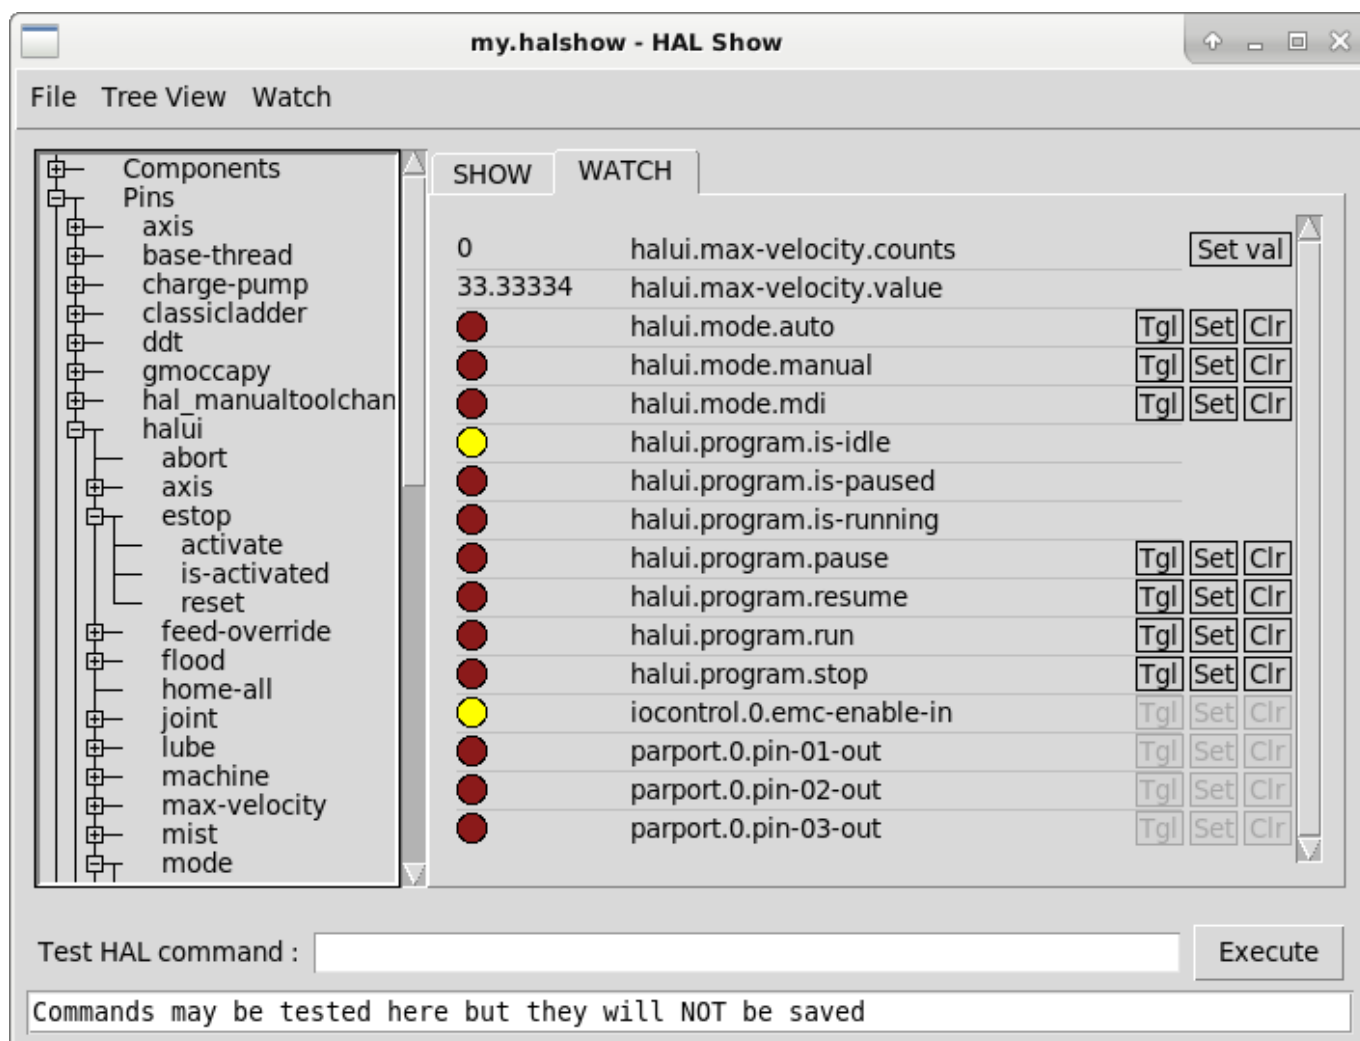 my.halshow - HAL Show
File Tree View Watch
Components
Pins
axis
base-thread
charge-pump
classicladder
ddt
gmoccapy
hal_manualtoolchan
halui
abort
axis
estop
activate
is-activated
reset
feed-override
flood
home-all
joint
lube
machine
max-velocity
mist
mode
SHOW WATCH
0 halui.max-velocity.counts Set val
33.33334 halui.max-velocity.value
halui.mode.auto Tgl Set Clr
halui.mode.manual Tgl Set Clr
halui.mode.mdi Tgl Set Clr
halui.program.is-idle
halui.program.is-paused
halui.program.is-running
halui.program.pause Tgl Set Clr
halui.program.resume Tgl Set Clr
halui.program.run Tgl Set Clr
halui.program.stop Tgl Set Clr
iocontrol.0.emc-enable-in Tgl Set Clr
parport.0.pin-01-out Tgl Set Clr
parport.0.pin-02-out Tgl Set Clr
parport.0.pin-03-out Tgl Set Clr
Test HAL command : Execute
Commands may be tested here but they will NOT be saved